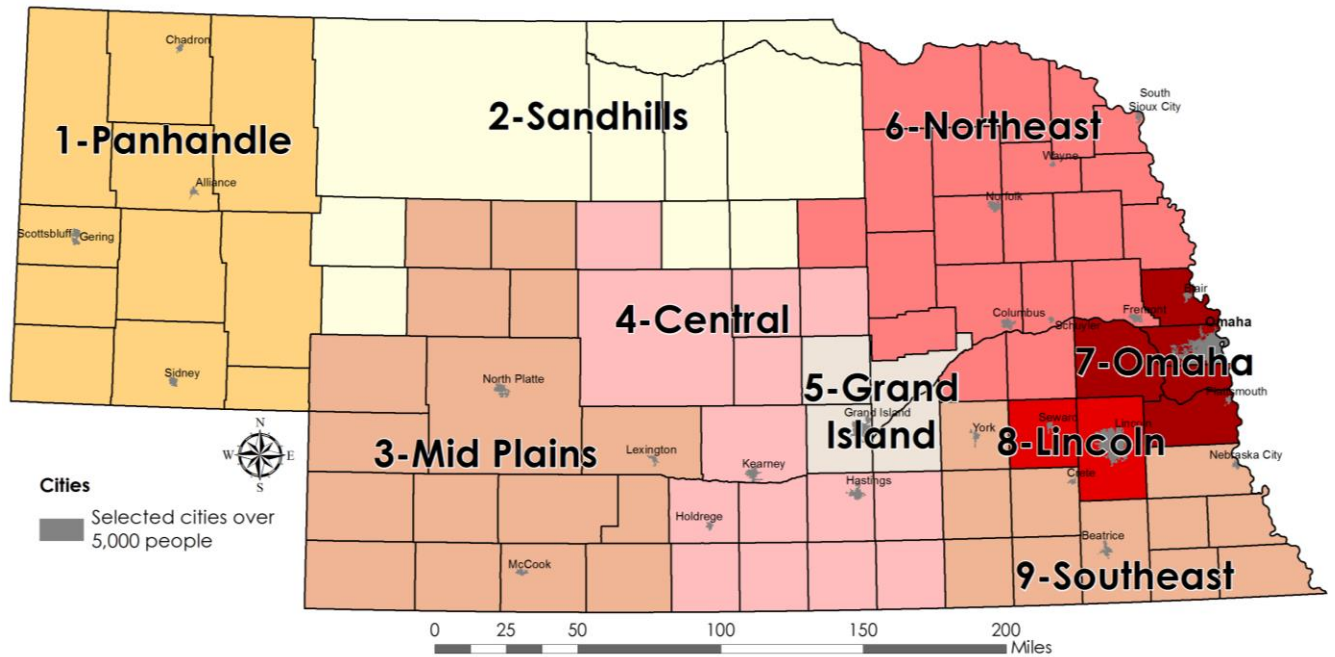 Chadron
South
Sioux City
2-Sandhills
6-Northeast
1-Panhandle
Wayne
Alliance
Norfolk
Scottsbluff
Gering
Blair
4-Central
Columbus
Schuyler
Fremont
Omaha
7-Omaha
Sidney
North Platte
5-Grand
Island
Plattsmouth
Grand Island
Seward
Lincoln
York
8-Lincoln
N
W
E
S
3-Mid Plains
Lexington
Kearney
Nebraska City
Crete
Cities
Hastings
Selected cities over
5,000 people
Holdrege
Beatrice
McCook
9-Southeast
0 25 50 100 150 200
Miles